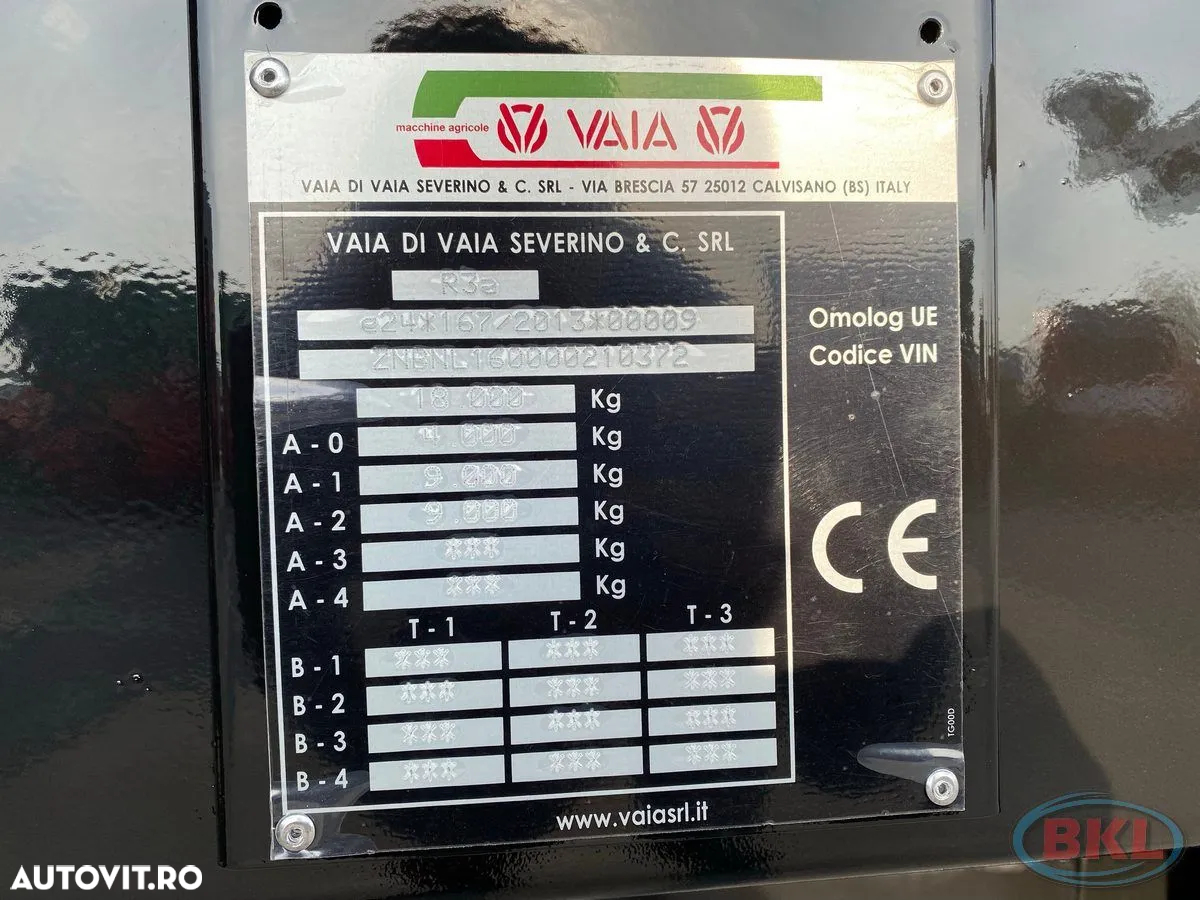 macchine agricole VAIA
VAIA DI VAIA SEVERINO & C. SRL - VIA BRESCIA 57 25012 CALVISANO (BS) ITALY
VAIA DI VAIA SEVERINO & C. SRL
R3a
e24*167/2013*00009 Omolog UE
ZNBNL160000210372 Codice VIN
18.000 Kg
A - 0 4.000 Kg
A - 1 9.000 Kg
A - 2 9.000 Kg
A - 3 *** Kg
A - 4 *** Kg
T - 1 T - 2 T - 3
B - 1 *** *** ***
B - 2 *** *** ***
B - 3 *** *** ***
B - 4 *** *** ***
CE
TG00D
www.vaiasrl.it
AUTOVIT.RO
BKL